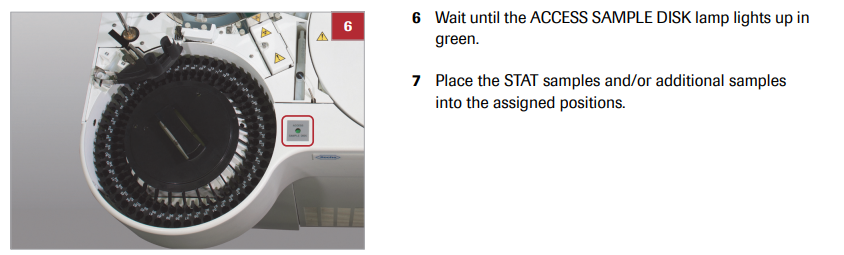 6
6 Wait until the ACCESS SAMPLE DISK lamp lights up in
green.
7 Place the STAT samples and/or additional samples
into the assigned positions.